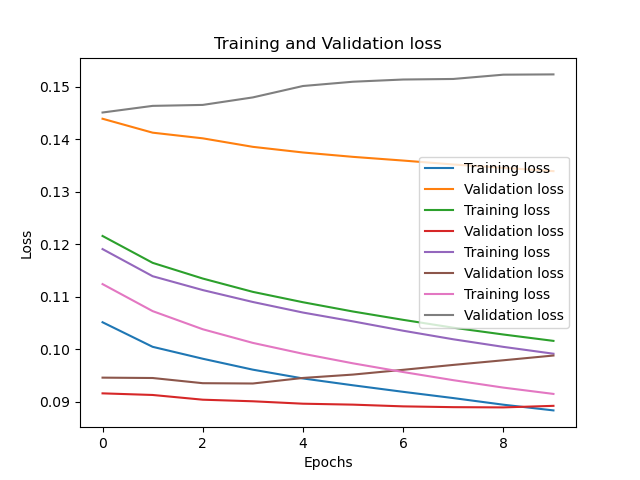 Training and Validation loss
0.15
0.14
0.13
0.12
0.11
0.10
0.09
Loss
Training loss
Validation loss
Training loss
Validation loss
Training loss
Validation loss
Training loss
Validation loss
0 2 4 6 8
Epochs